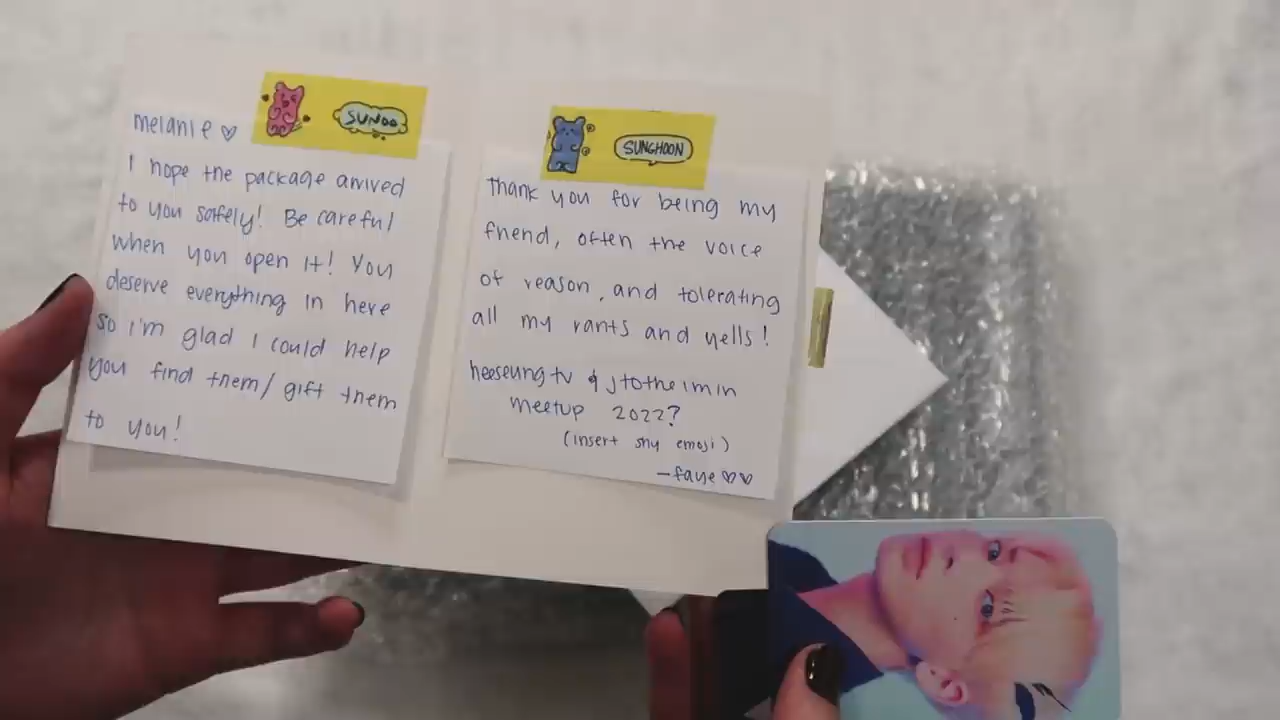 SUNOO
melanie ♡
I hope the package arrived
to you safely! Be careful
when you open it! You
deserve everything in here
so i'm glad I could help
you find them/gift them
to you!
SUNGHOON
thank you for being my
friend, often the voice
of reason, and tolerating
all my rants and yells!
heeseungtv & jtotheimin
meetup 2022?
(insert shy emoji)
—faye ♡♡